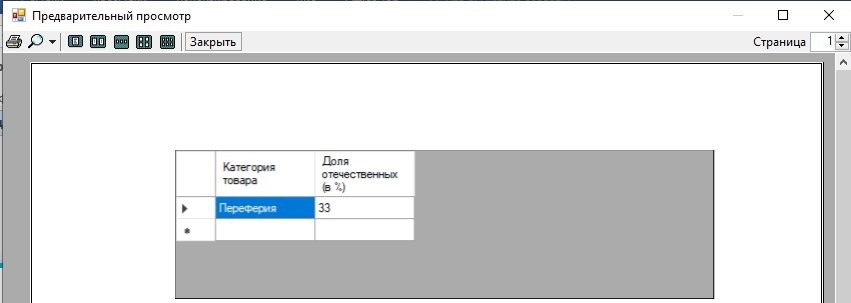 Предварительный просмотр
Закрыть
Страница 1
Категория товара
Доля отечественных (в %)
Переферия 33